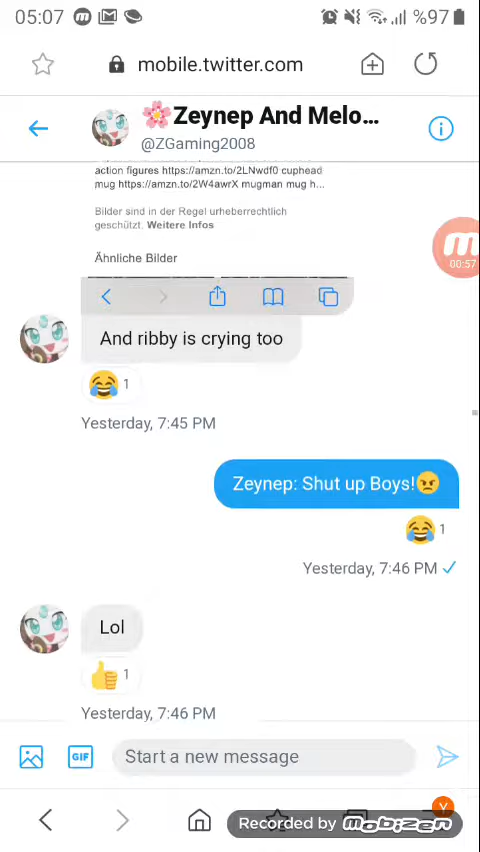 05:07
%97
mobile.twitter.com
🌸Zeynep And Melo...
@ZGaming2008
action figures https://amzn.to/2LNwdf0 cuphead
mug https://amzn.to/2W4awrX mugman mug h...
Bilder sind in der Regel urheberrechtlich
geschützt. Weitere Infos
Ähnliche Bilder
00:57
And ribby is crying too
😂 1
Yesterday, 7:45 PM
Zeynep: Shut up Boys!😠
😂 1
Yesterday, 7:46 PM ✓
Lol
👍 1
Yesterday, 7:46 PM
GIF
Start a new message
Y
Recorded by Mobizen